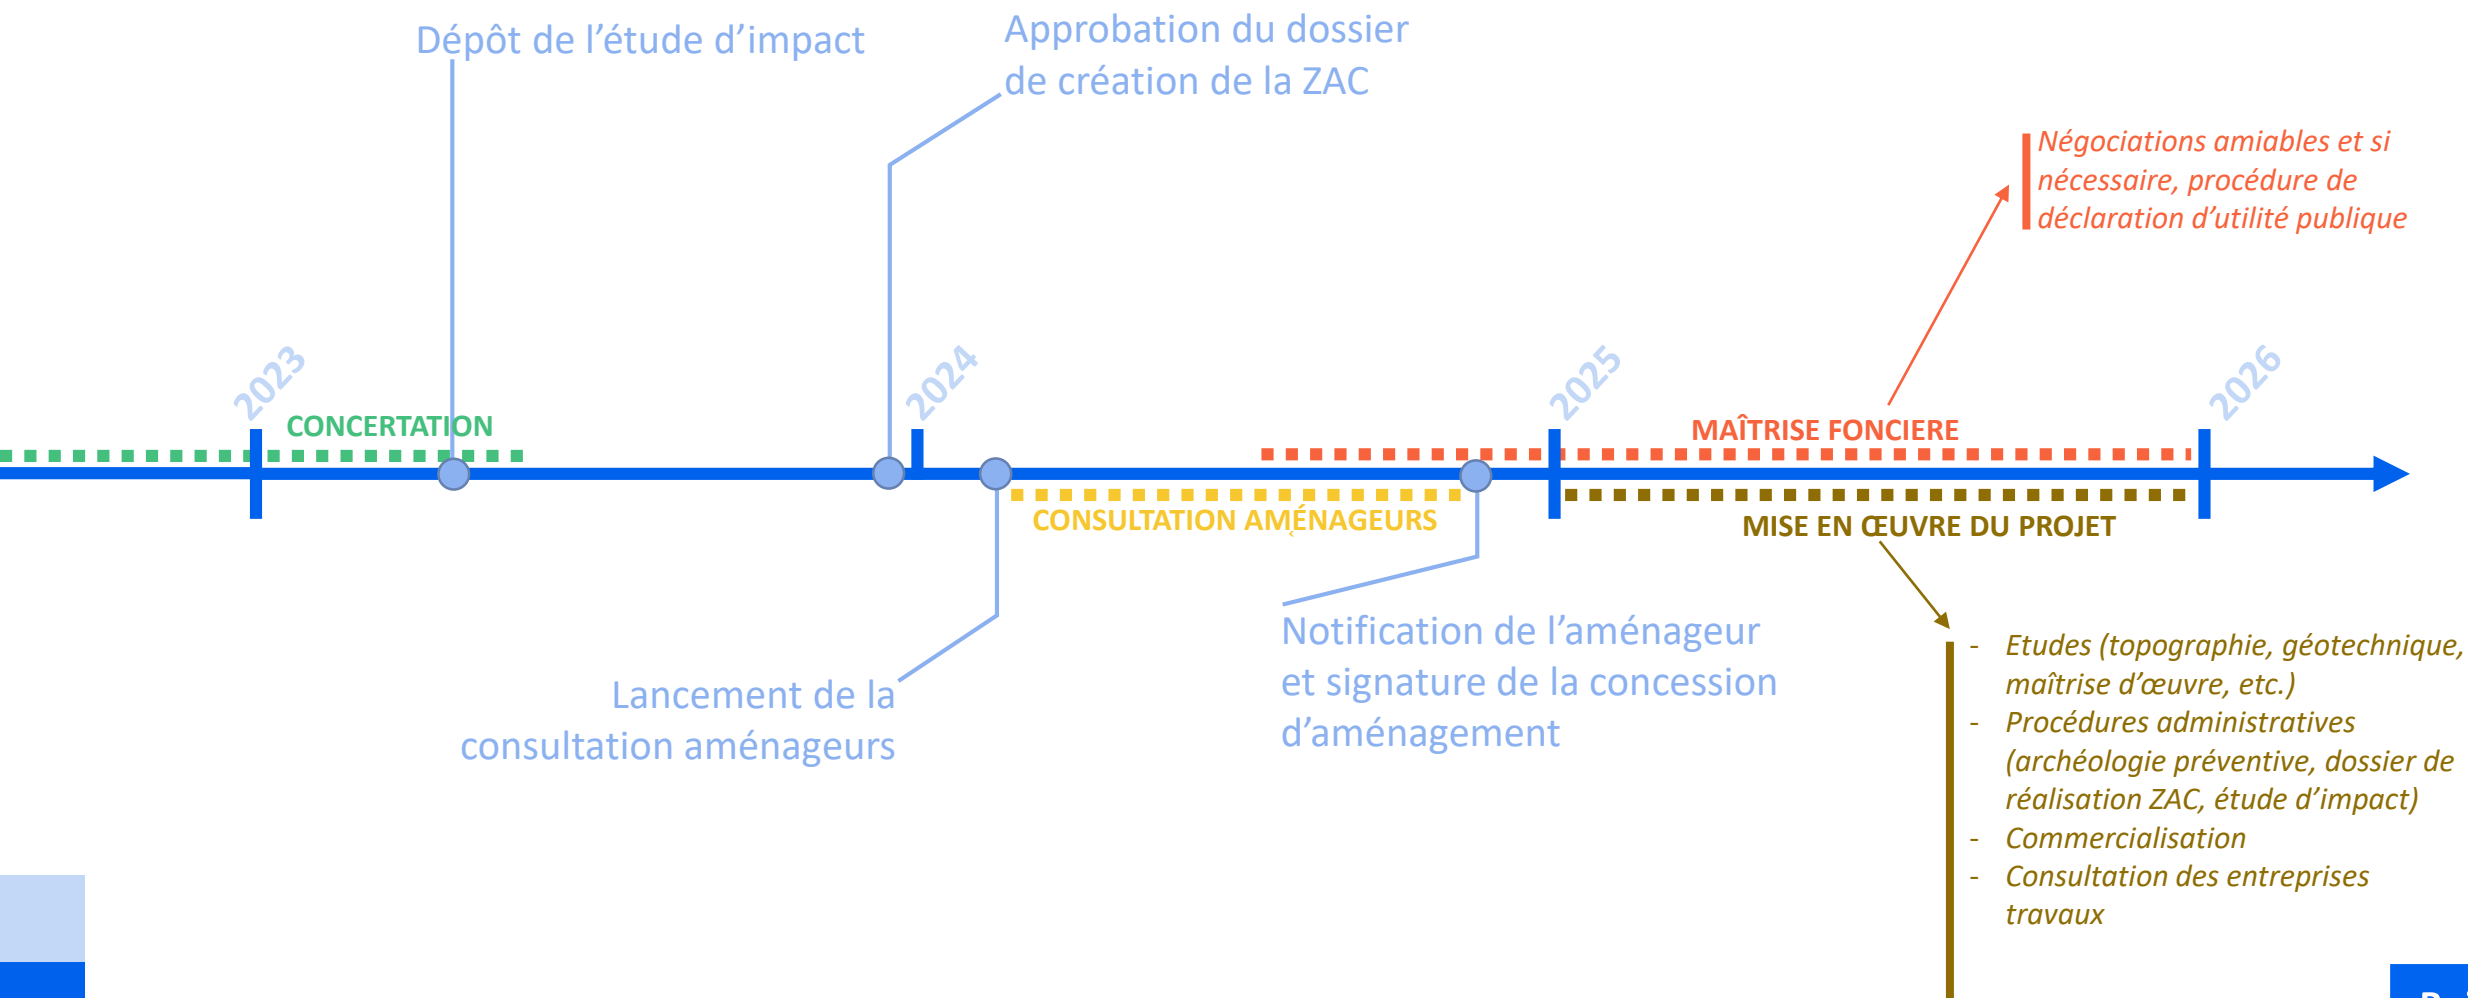 Dépôt de l’étude d’impact
Approbation du dossier
de création de la ZAC
Négociations amiables et si
nécessaire, procédure de
déclaration d’utilité publique
2023
2024
2025
2026
CONCERTATION
MAÎTRISE FONCIERE
CONSULTATION AMÉNAGEURS
MISE EN ŒUVRE DU PROJET
Lancement de la
consultation aménageurs
Notification de l’aménageur
et signature de la concession
d’aménagement
- Etudes (topographie, géotechnique,
maîtrise d’œuvre, etc.)
- Procédures administratives
(archéologie préventive, dossier de
réalisation ZAC, étude d’impact)
- Commercialisation
- Consultation des entreprises
travaux